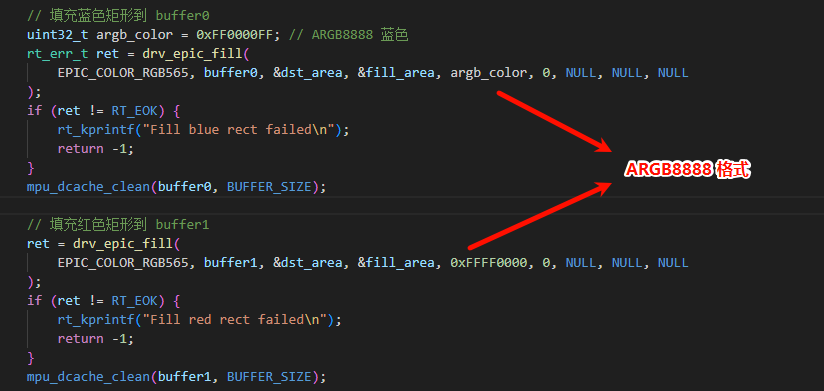 // 填充蓝色矩形到 buffer0
uint32_t argb_color = 0xFF0000FF; // ARGB8888 蓝色
rt_err_t ret = drv_epic_fill(
    EPIC_COLOR_RGB565, buffer0, &dst_area, &fill_area, argb_color, 0, NULL, NULL, NULL
);
if (ret != RT_EOK) {
    rt_kprintf("Fill blue rect failed\n");
    return -1;
}
mpu_dcache_clean(buffer0, BUFFER_SIZE);
ARGB8888 格式
// 填充红色矩形到 buffer1
ret = drv_epic_fill(
    EPIC_COLOR_RGB565, buffer1, &dst_area, &fill_area, 0xFFFF0000, 0, NULL, NULL, NULL
);
if (ret != RT_EOK) {
    rt_kprintf("Fill red rect failed\n");
    return -1;
}
mpu_dcache_clean(buffer1, BUFFER_SIZE);